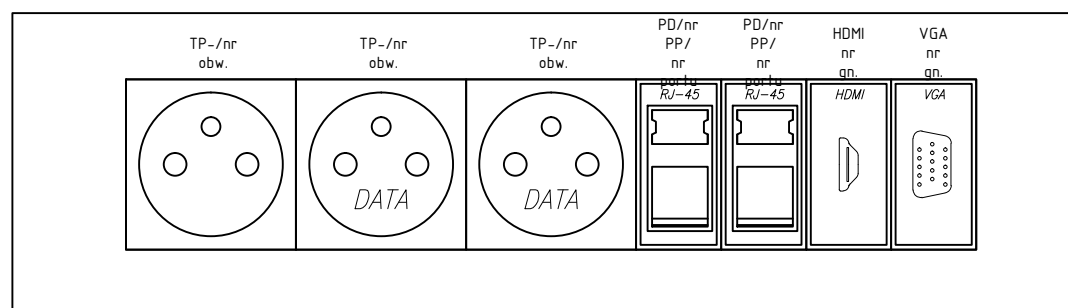 TP-/nr
obw.
TP-/nr
obw.
TP-/nr
obw.
PD/nr
PP/
nr
portu
PD/nr
PP/
nr
portu
HDMI
nr
gn.
VGA
nr
gn.
RJ-45
RJ-45
HDMI
VGA
DATA
DATA